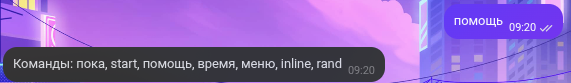 помощь 09:20
Команды: пока, start, помощь, время, меню, inline, rand 09:20